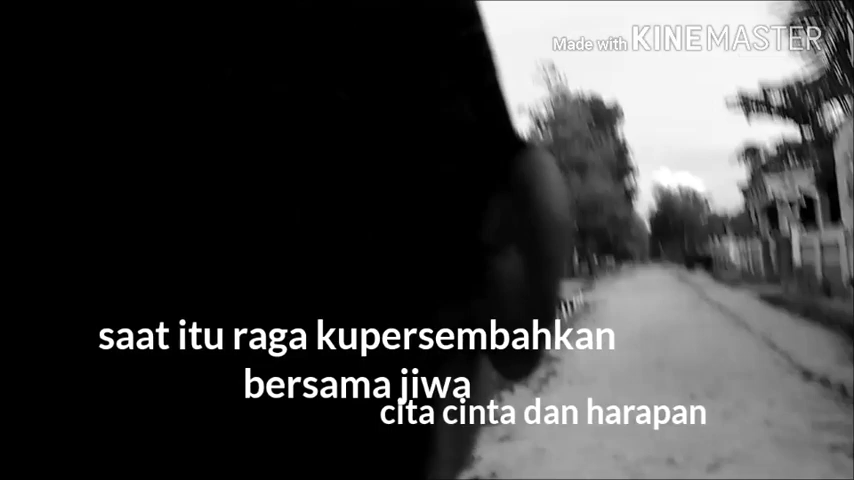 Made with KINEMASTER
saat itu raga kupersembahkan
bersama jiwa
cita cinta dan harapan